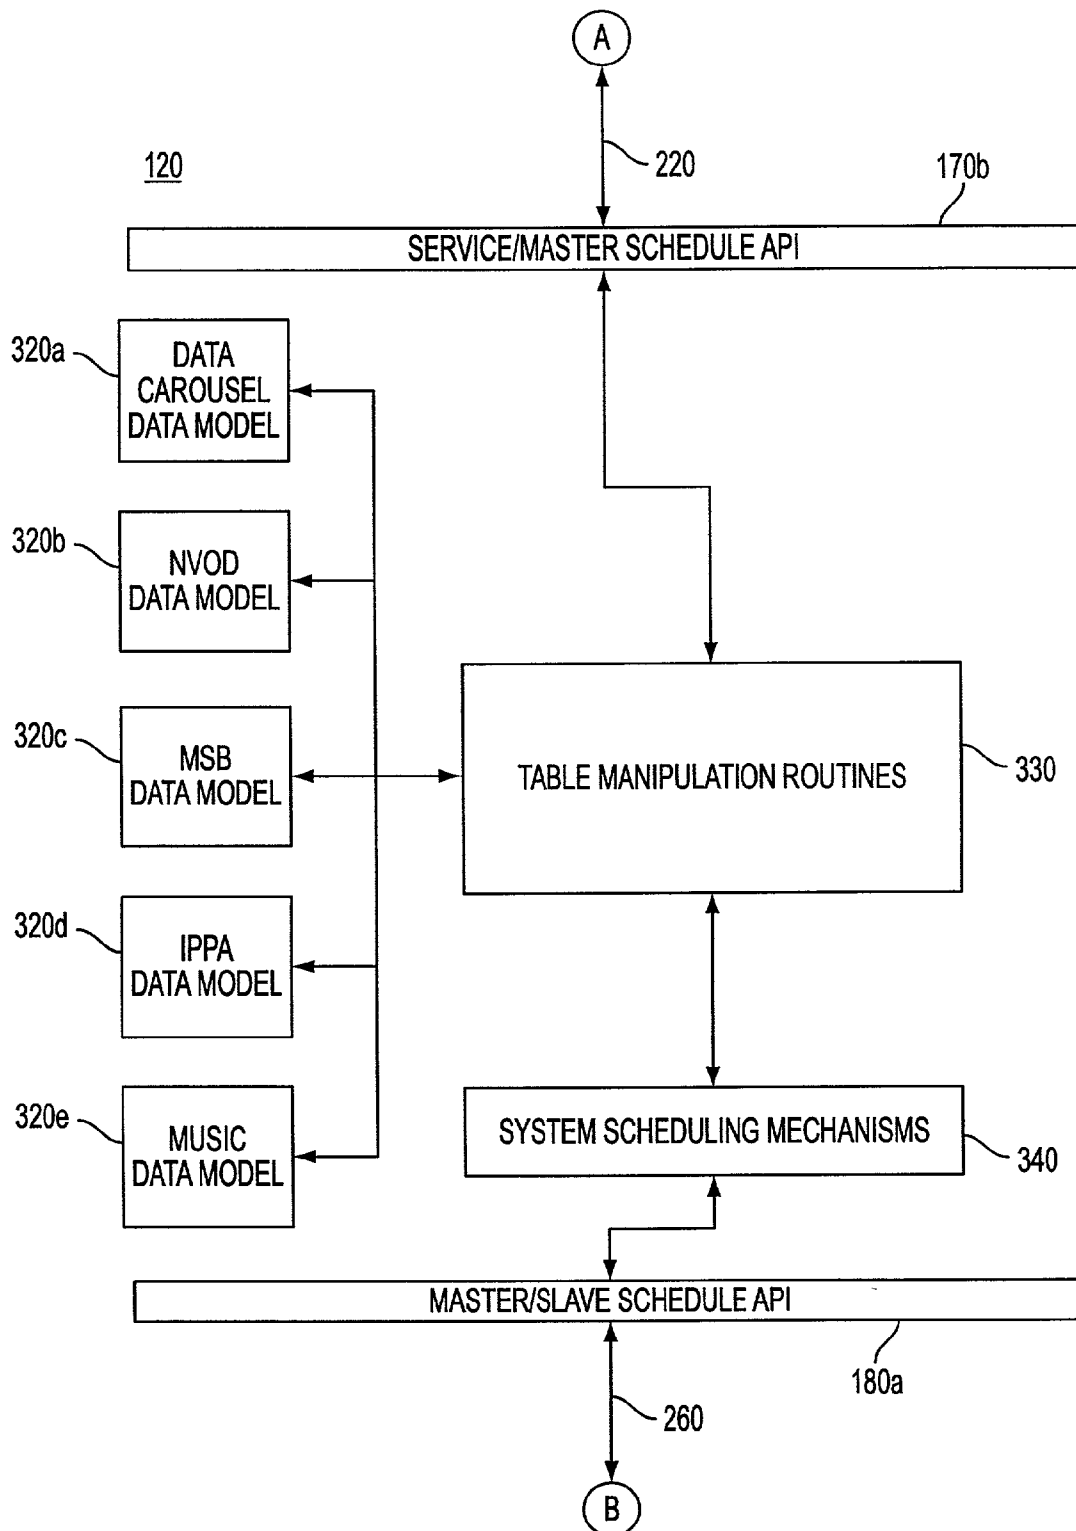 A
220
120
170b
SERVICE/MASTER SCHEDULE API
320a
DATA
CAROUSEL
DATA MODEL
320b
NVOD
DATA MODEL
320c
MSB
DATA MODEL
TABLE MANIPULATION ROUTINES
330
320d
IPPA
DATA MODEL
320e
MUSIC
DATA MODEL
SYSTEM SCHEDULING MECHANISMS
340
MASTER/SLAVE SCHEDULE API
180a
260
B